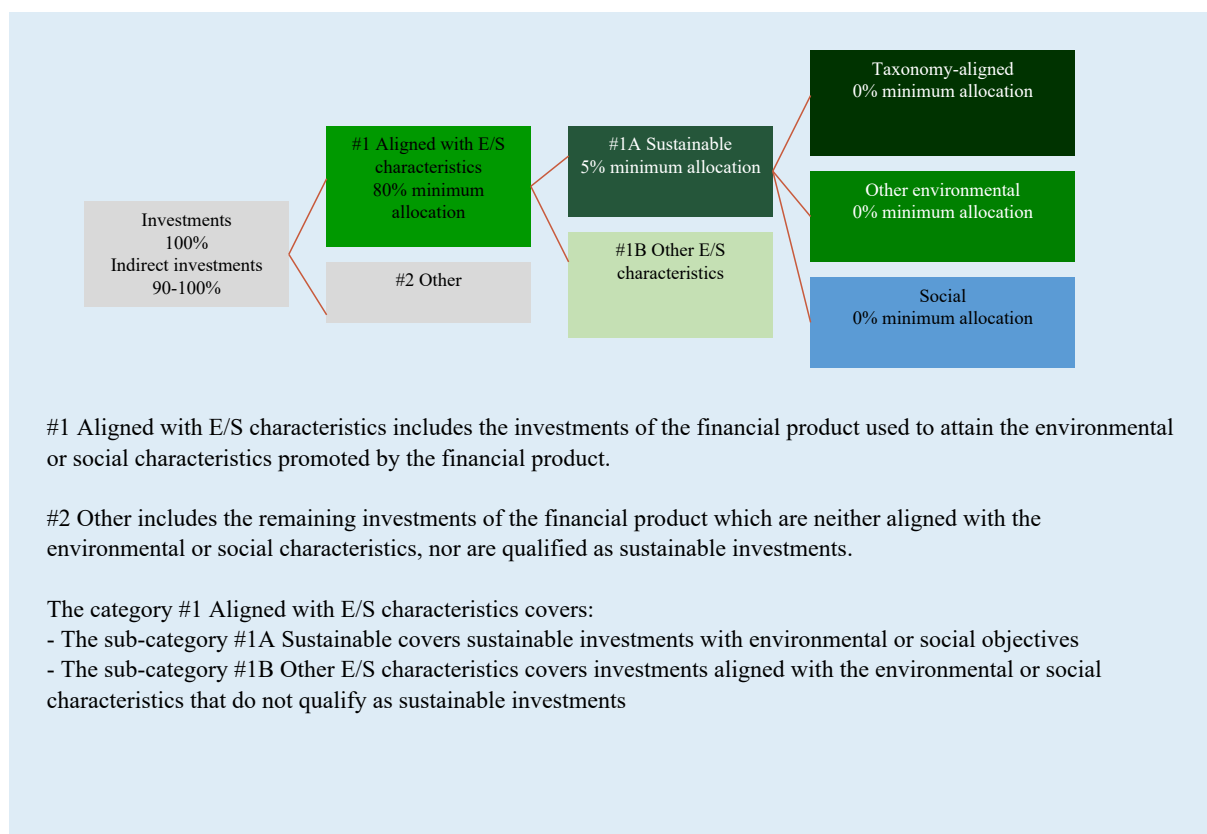 Investments
100%
Indirect investments
90-100%
#1 Aligned with E/S
characteristics
80% minimum
allocation
#2 Other
#1A Sustainable
5% minimum allocation
#1B Other E/S
characteristics
Taxonomy-aligned
0% minimum allocation
Other environmental
0% minimum allocation
Social
0% minimum allocation
#1 Aligned with E/S characteristics includes the investments of the financial product used to attain the environmental
or social characteristics promoted by the financial product.
#2 Other includes the remaining investments of the financial product which are neither aligned with the
environmental or social characteristics, nor are qualified as sustainable investments.
The category #1 Aligned with E/S characteristics covers:
- The sub-category #1A Sustainable covers sustainable investments with environmental or social objectives
- The sub-category #1B Other E/S characteristics covers investments aligned with the environmental or social
characteristics that do not qualify as sustainable investments